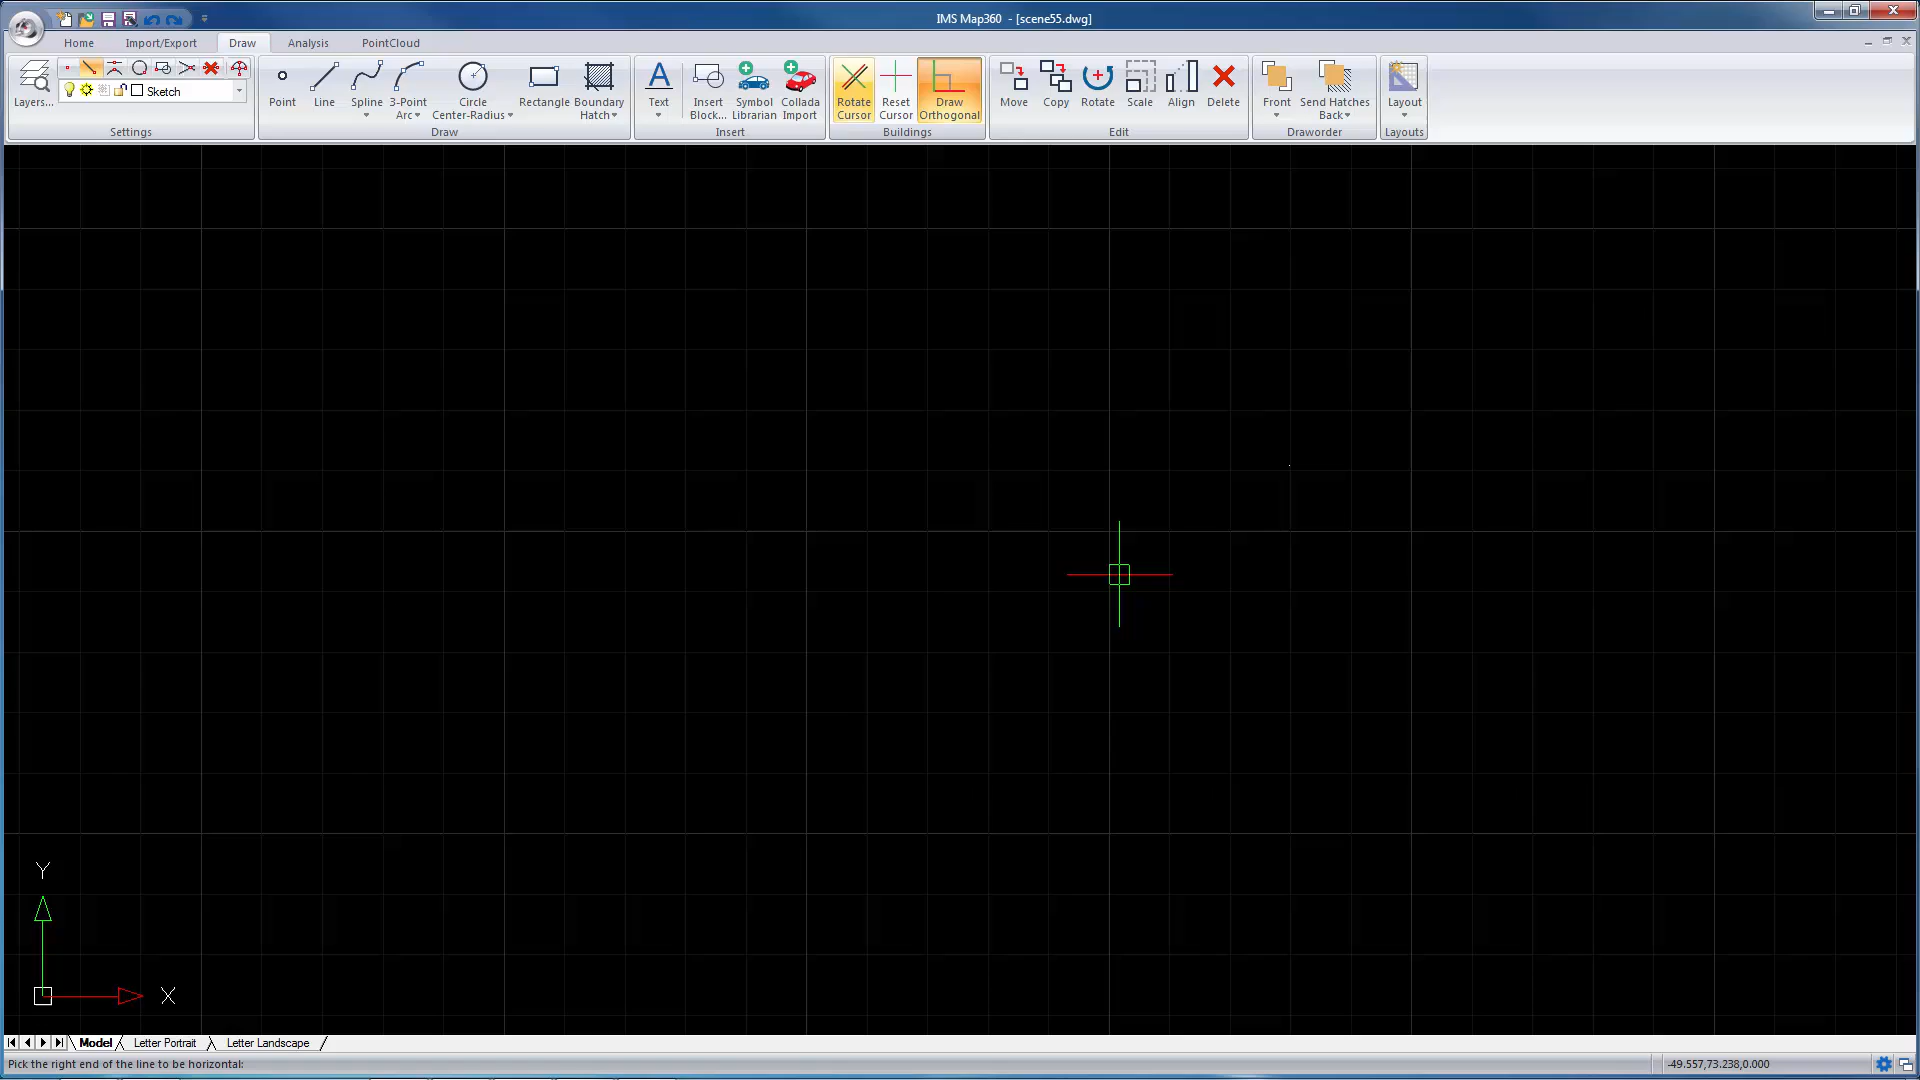 IMS Map360 - [scene55.dwg]
Home Import/Export Draw Analysis PointCloud
Layers... Sketch
Point Line Spline 3-Point Arc Circle Center-Radius Rectangle Boundary Hatch
Text Insert Block... Symbol Librarian Collada Import
Rotate Cursor Reset Cursor Draw Orthogonal
Move Copy Rotate Scale Align Delete
Front Send Hatches Back Layout
Settings Draw Insert Buildings Edit Draworder Layouts
Y
X
Model Letter Portrait Letter Landscape
Pick the right end of the line to be horizontal: -49.557,73.238,0.000